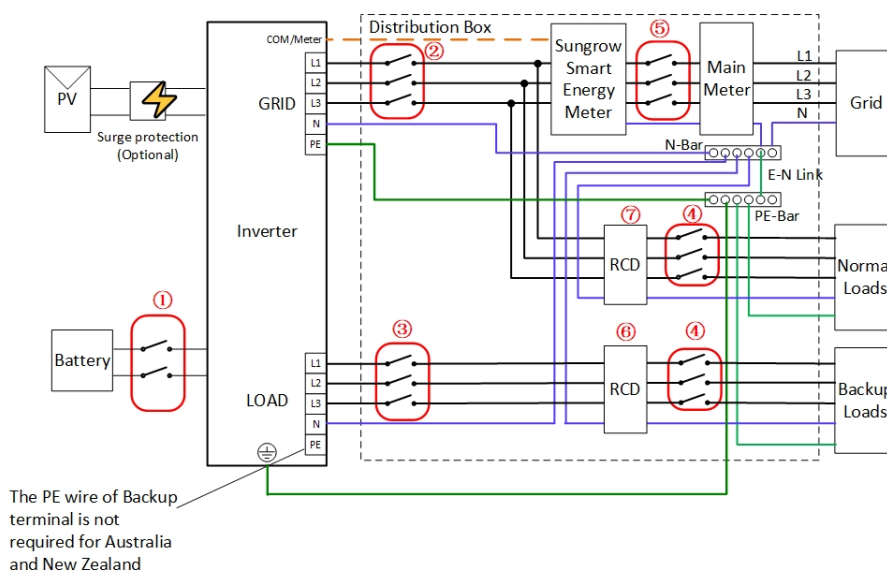 Distribution Box
COM/Meter
L1
L2
L3
N
PE
GRID
②
Sungrow
Smart
Energy
Meter
⑤
Main
Meter
L1
L2
L3
N
Grid
PV
Surge protection
(Optional)
N-Bar
E-N Link
PE-Bar
Inverter
⑦
RCD
④
Norma
Loads
①
Battery
③
⑥
④
L1
L2
L3
N
PE
LOAD
RCD
Backup
Loads
The PE wire of Backup
terminal is not
required for Australia
and New Zealand